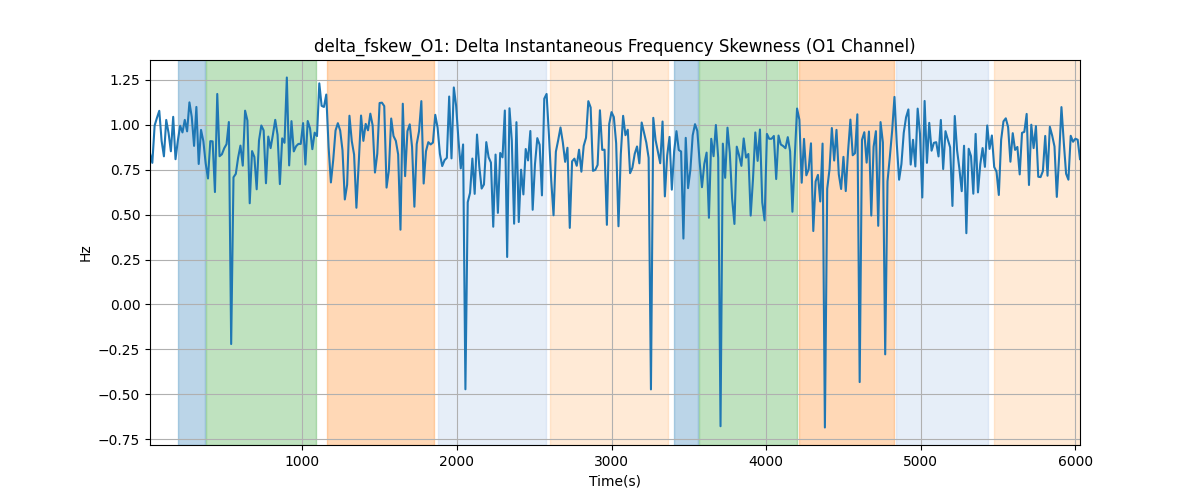 delta_fskew_O1: Delta Instantaneous Frequency Skewness (O1 Channel)
1.25
1.00
0.75
0.50
0.25
0.00
−0.25
−0.50
−0.75
Hz
1000 2000 3000 4000 5000 6000
Time(s)